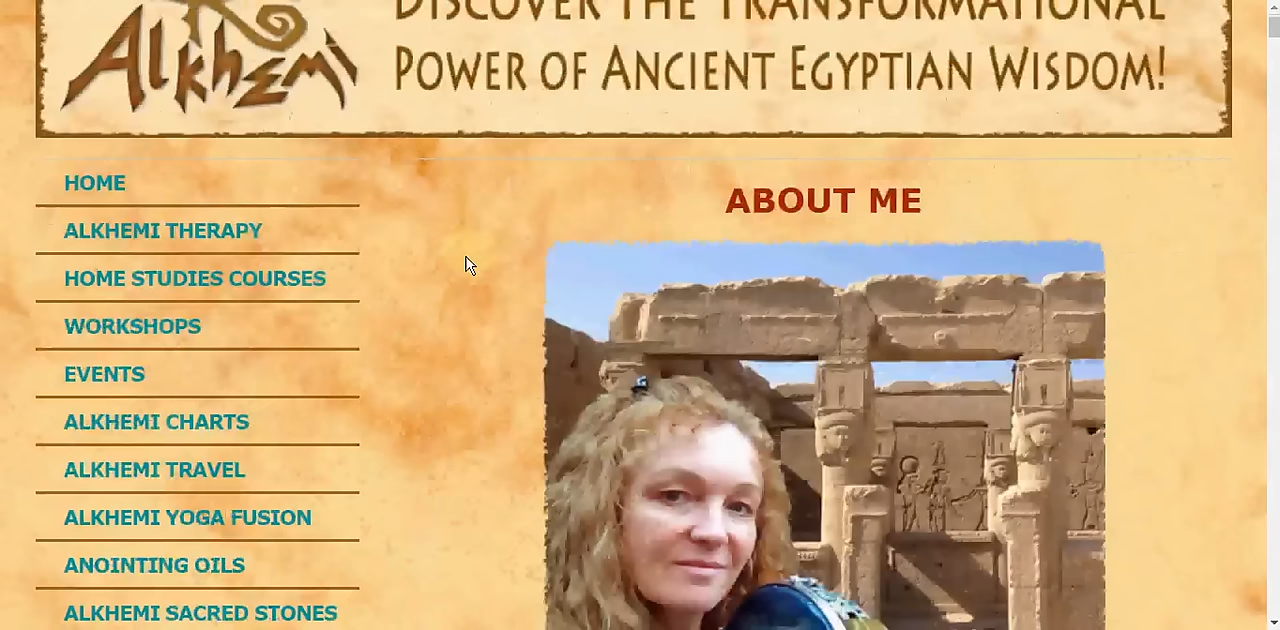 DISCOVER THE TRANSFORMATIONAL
Alkhemi
POWER OF ANCIENT EGYPTIAN WISDOM!
HOME
ALKHEMI THERAPY
HOME STUDIES COURSES
WORKSHOPS
EVENTS
ALKHEMI CHARTS
ALKHEMI TRAVEL
ALKHEMI YOGA FUSION
ANOINTING OILS
ALKHEMI SACRED STONES
ABOUT ME